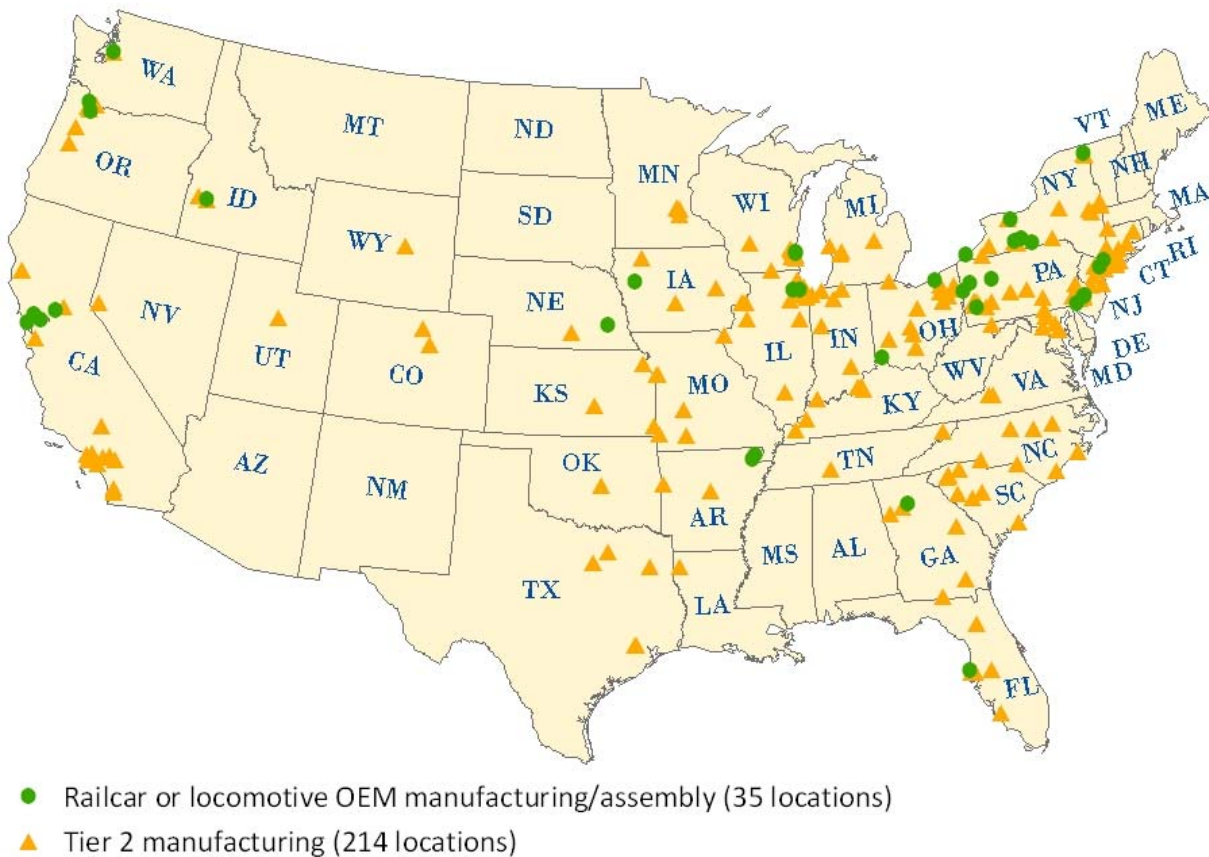 WA
MT
ND
VT
ME
OR
ID
MN
NH
NY
WI
MI
SD
MA
WY
IA
PA
RI
CT
NE
NV
OH
NJ
UT
IL
IN
CA
CO
WV
VA
DE
KS
MO
MD
KY
OK
TN
NC
AZ
NM
AR
SC
MS
AL
GA
TX
LA
FL
Railcar or locomotive OEM manufacturing/assembly (35 locations)
Tier 2 manufacturing (214 locations)